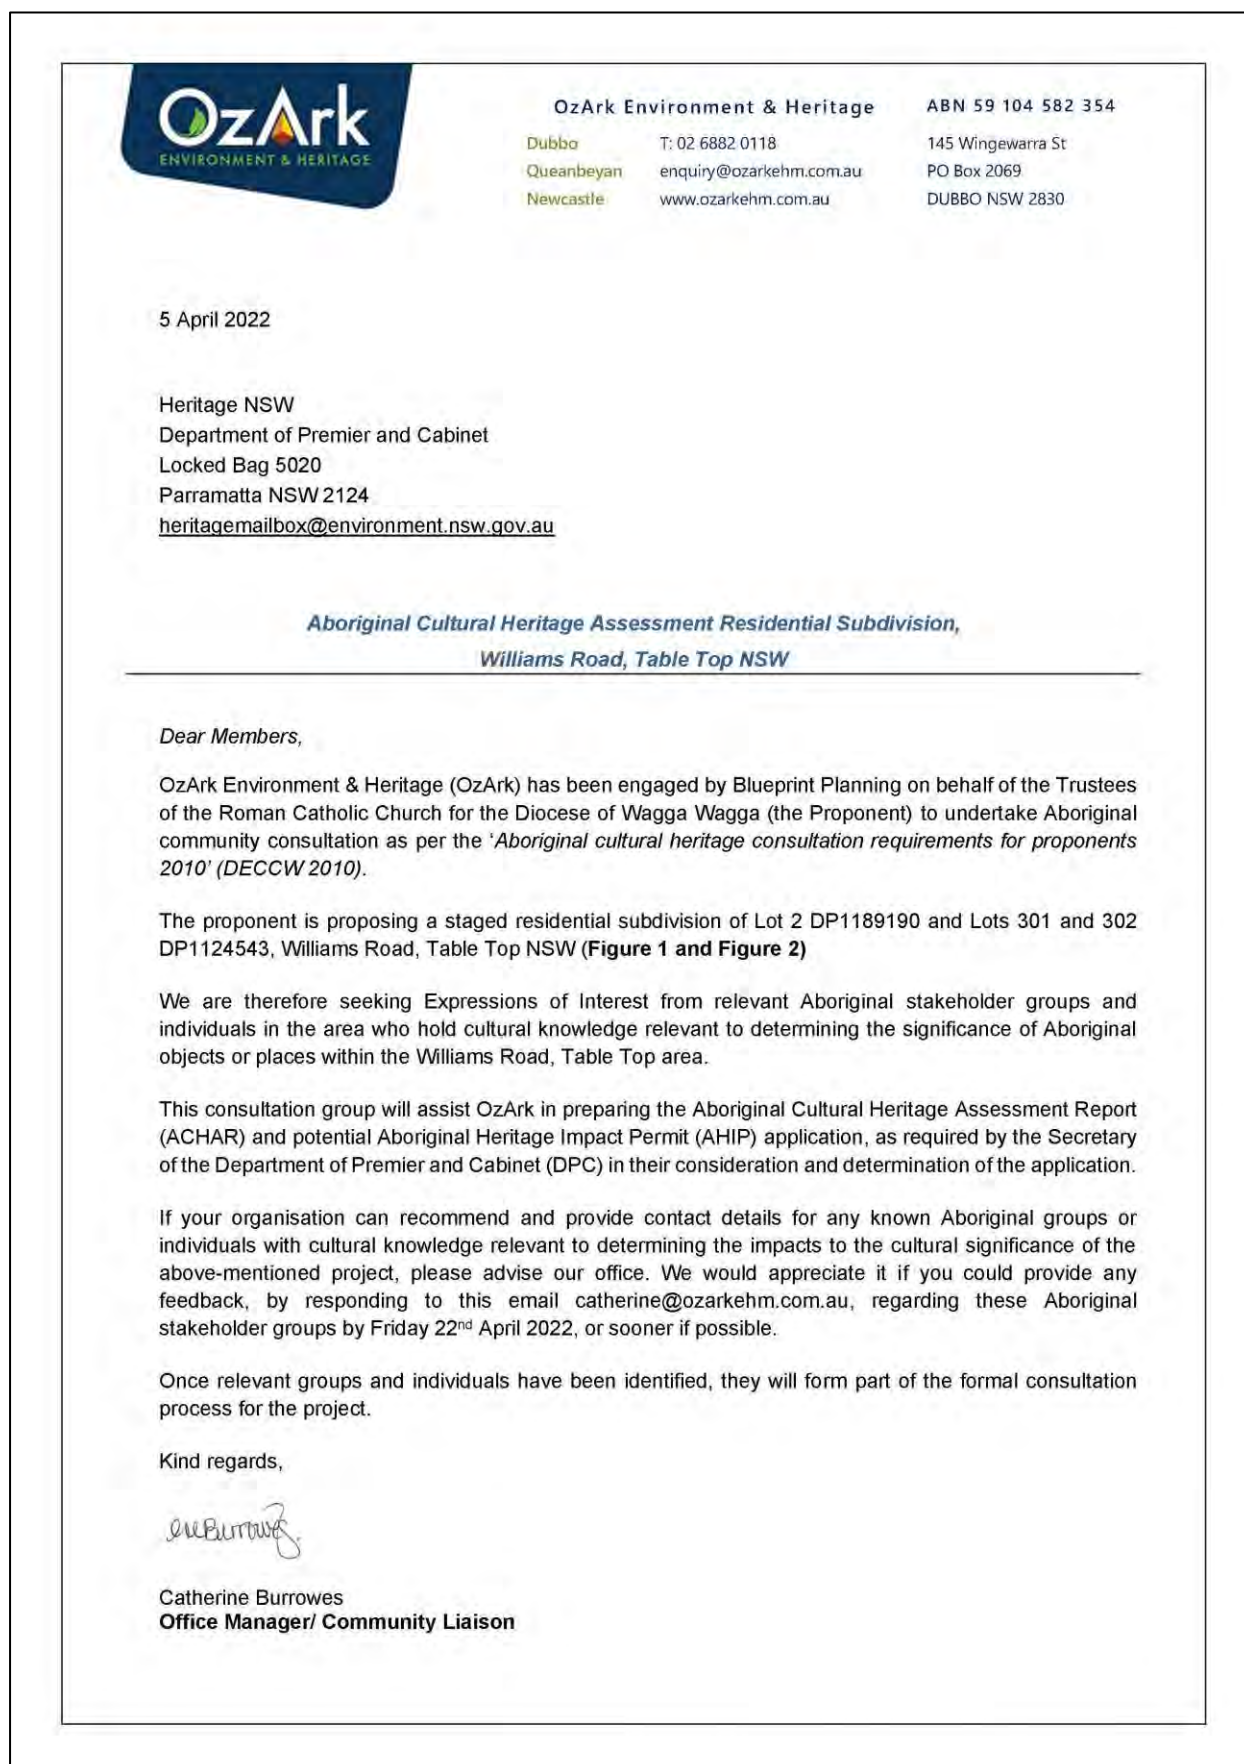 OzArk
ENVIRONMENT & HERITAGE
OzArk Environment & Heritage
Dubbo T: 02 6882 0118
Queanbeyan enquiry@ozarkehm.com.au
Newcastle www.ozarkehm.com.au
ABN 59 104 582 354
145 Wingewarra St
PO Box 2069
DUBBO NSW 2830
5 April 2022
Heritage NSW
Department of Premier and Cabinet
Locked Bag 5020
Parramatta NSW 2124
heritagemailbox@environment.nsw.gov.au
Aboriginal Cultural Heritage Assessment Residential Subdivision,
Williams Road, Table Top NSW
Dear Members,
OzArk Environment & Heritage (OzArk) has been engaged by Blueprint Planning on behalf of the Trustees
of the Roman Catholic Church for the Diocese of Wagga Wagga (the Proponent) to undertake Aboriginal
community consultation as per the ‘Aboriginal cultural heritage consultation requirements for proponents
2010’ (DECCW 2010).
The proponent is proposing a staged residential subdivision of Lot 2 DP1189190 and Lots 301 and 302
DP1124543, Williams Road, Table Top NSW (Figure 1 and Figure 2)
We are therefore seeking Expressions of Interest from relevant Aboriginal stakeholder groups and
individuals in the area who hold cultural knowledge relevant to determining the significance of Aboriginal
objects or places within the Williams Road, Table Top area.
This consultation group will assist OzArk in preparing the Aboriginal Cultural Heritage Assessment Report
(ACHAR) and potential Aboriginal Heritage Impact Permit (AHIP) application, as required by the Secretary
of the Department of Premier and Cabinet (DPC) in their consideration and determination of the application.
If your organisation can recommend and provide contact details for any known Aboriginal groups or
individuals with cultural knowledge relevant to determining the impacts to the cultural significance of the
above-mentioned project, please advise our office. We would appreciate it if you could provide any
feedback, by responding to this email catherine@ozarkehm.com.au, regarding these Aboriginal
stakeholder groups by Friday 22nd April 2022, or sooner if possible.
Once relevant groups and individuals have been identified, they will form part of the formal consultation
process for the project.
Kind regards,
Catherine Burrowes
Office Manager/ Community Liaison